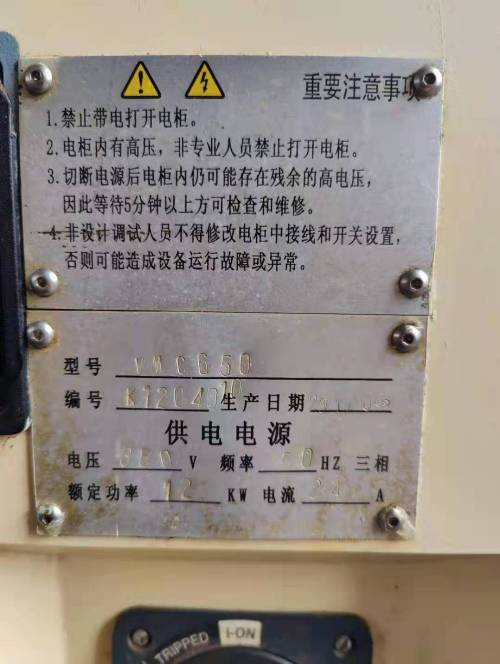 重要注意事项
1.禁止带电打开电柜。
2.电柜内有高压，非专业人员禁止打开电柜。
3.切断电源后电柜内仍可能存在残余的高电压，
因此等待5分钟以上方可检查和维修。
4.非设计调试人员不得修改电柜中接线和开关设置，
否则可能造成设备运行故障或异常。
型号 VMC650
编号 生产日期
供电电源
电压 380 V 频率 HZ 三相
额定功率 12 KW 电流 A
TRIPPED I-ON